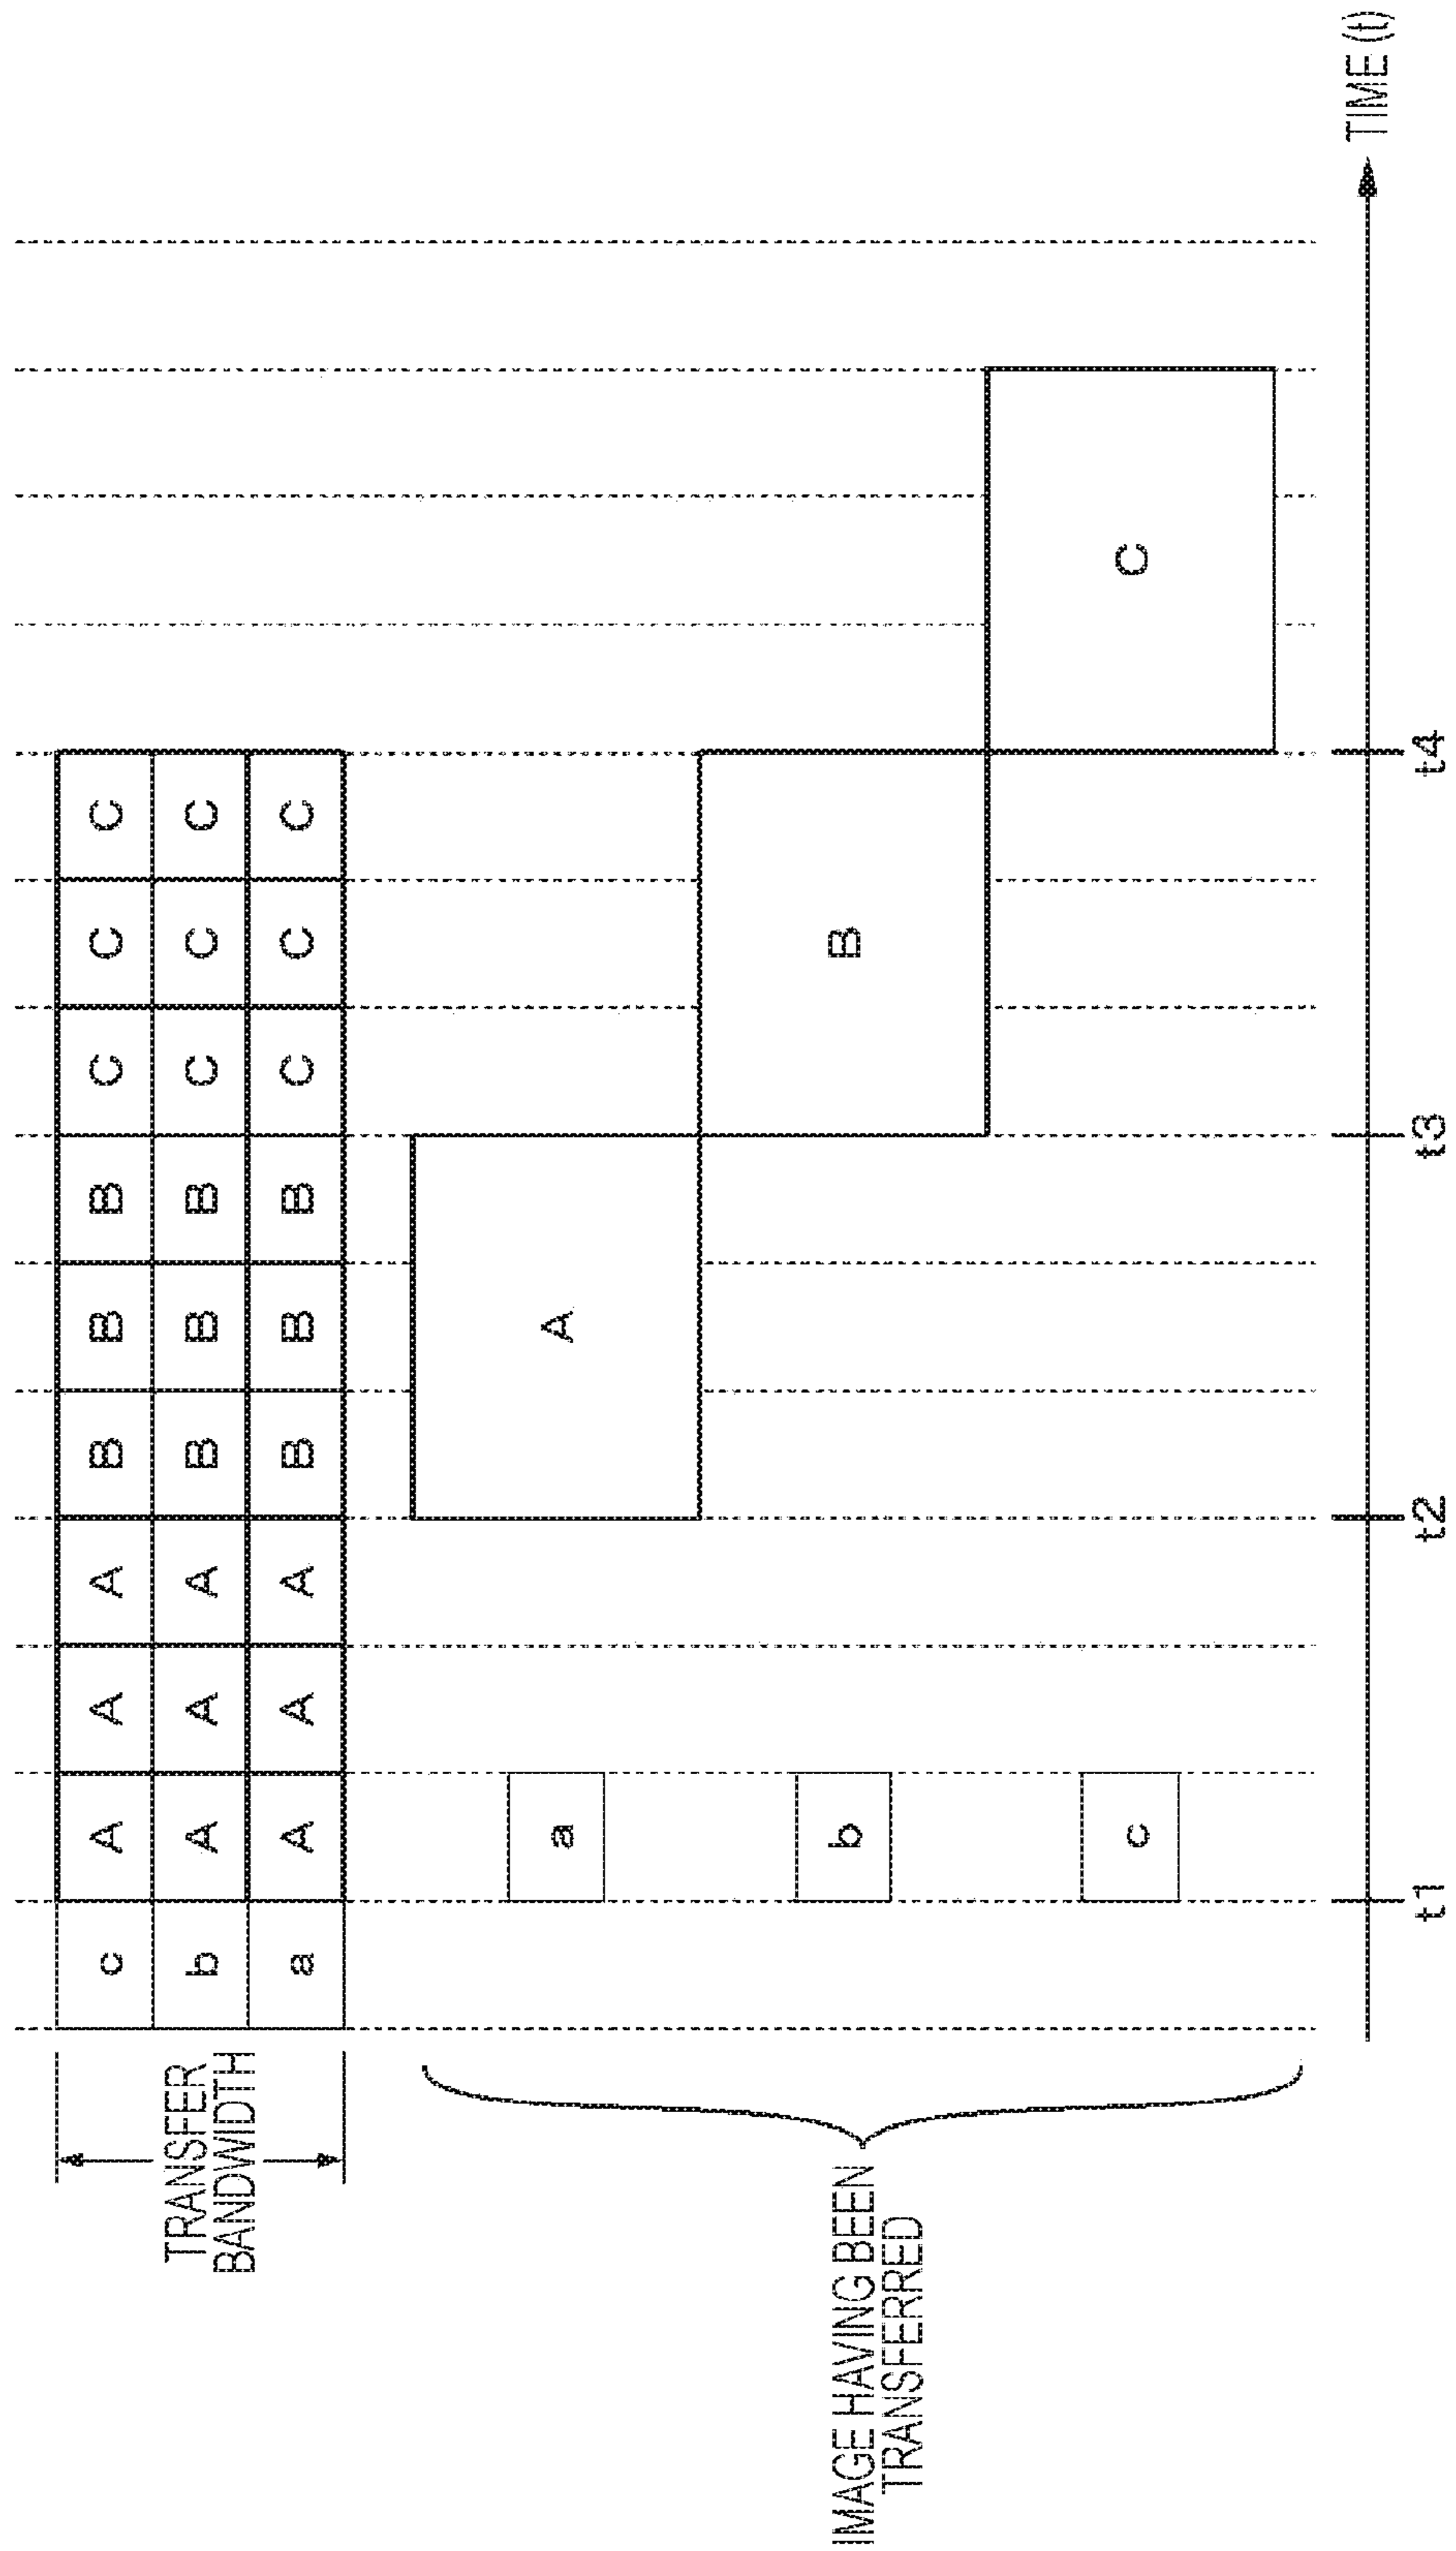 TRANSFER
BANDWIDTH
c A A A B B B C C C
b A A A B B B C C C
a A A A B B B C C C
IMAGE HAVING BEEN
TRANSFERRED
a
A
b
B
c
C
t1 t2 t3 t4
TIME (t)